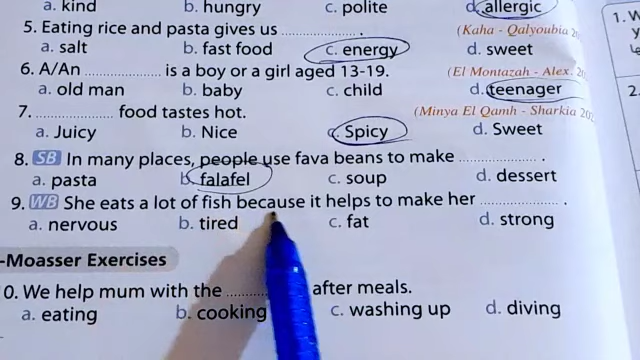 a. kind b. hungry c. polite d. allergic
5. Eating rice and pasta gives us .................... . (Kaha - Qalyoubia
a. salt b. fast food c. energy d. sweet
6. A/An .................... is a boy or a girl aged 13-19. (El Montazah - Alex.
a. old man b. baby c. child d. teenager
7. .................... food tastes hot. (Minya El Qamh - Sharkia
a. Juicy b. Nice c. Spicy d. Sweet
8. SB In many places, people use fava beans to make .................... .
a. pasta b. falafel c. soup d. dessert
9. WB She eats a lot of fish because it helps to make her .................... .
a. nervous b. tired c. fat d. strong
-Moasser Exercises
0. We help mum with the .......... after meals.
a. eating b. cooking c. washing up d. diving
1. W
2.